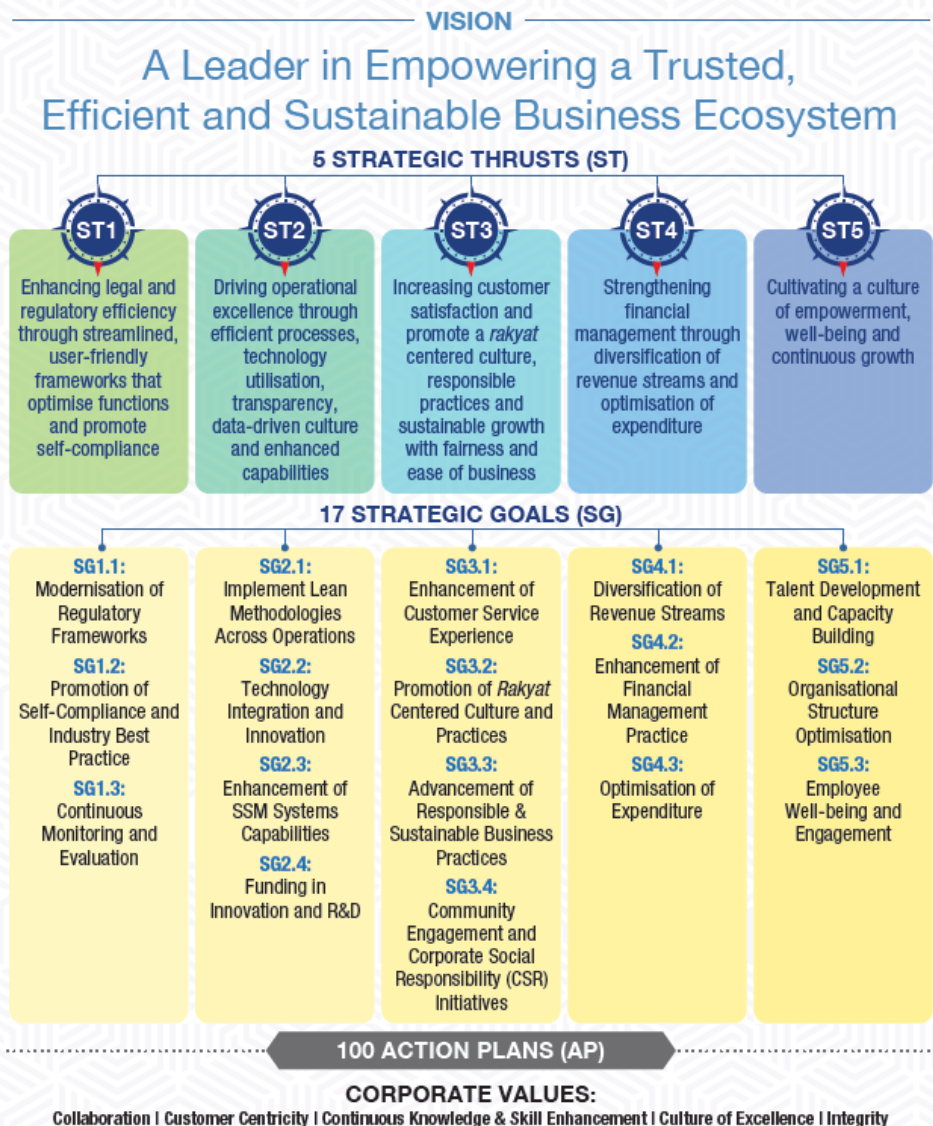 VISION
A Leader in Empowering a Trusted,
Efficient and Sustainable Business Ecosystem
5 STRATEGIC THRUSTS (ST)
ST1
Enhancing legal and
regulatory efficiency
through streamlined,
user-friendly
frameworks that
optimise functions
and promote
self-compliance
ST2
Driving operational
excellence through
efficient processes,
technology
utilisation,
transparency,
data-driven culture
and enhanced
capabilities
ST3
Increasing customer
satisfaction and
promote a rakyat
centered culture,
responsible
practices and
sustainable growth
with fairness and
ease of business
ST4
Strengthening
financial
management through
diversification of
revenue streams and
optimisation of
expenditure
ST5
Cultivating a culture
of empowerment,
well-being and
continuous growth
17 STRATEGIC GOALS (SG)
SG1.1:
Modernisation of
Regulatory
Frameworks
SG1.2:
Promotion of
Self-Compliance and
Industry Best
Practice
SG1.3:
Continuous
Monitoring and
Evaluation
SG2.1:
Implement Lean
Methodologies
Across Operations
SG2.2:
Technology
Integration and
Innovation
SG2.3:
Enhancement of
SSM Systems
Capabilities
SG2.4:
Funding in
Innovation and R&D
SG3.1:
Enhancement of
Customer Service
Experience
SG3.2:
Promotion of Rakyat
Centered Culture and
Practices
SG3.3:
Advancement of
Responsible &
Sustainable Business
Practices
SG3.4:
Community
Engagement and
Corporate Social
Responsibility (CSR)
Initiatives
SG4.1:
Diversification of
Revenue Streams
SG4.2:
Enhancement of
Financial
Management
Practice
SG4.3:
Optimisation of
Expenditure
SG5.1:
Talent Development
and Capacity
Building
SG5.2:
Organisational
Structure
Optimisation
SG5.3:
Employee
Well-being and
Engagement
100 ACTION PLANS (AP)
CORPORATE VALUES:
Collaboration | Customer Centricity | Continuous Knowledge & Skill Enhancement | Culture of Excellence | Integrity